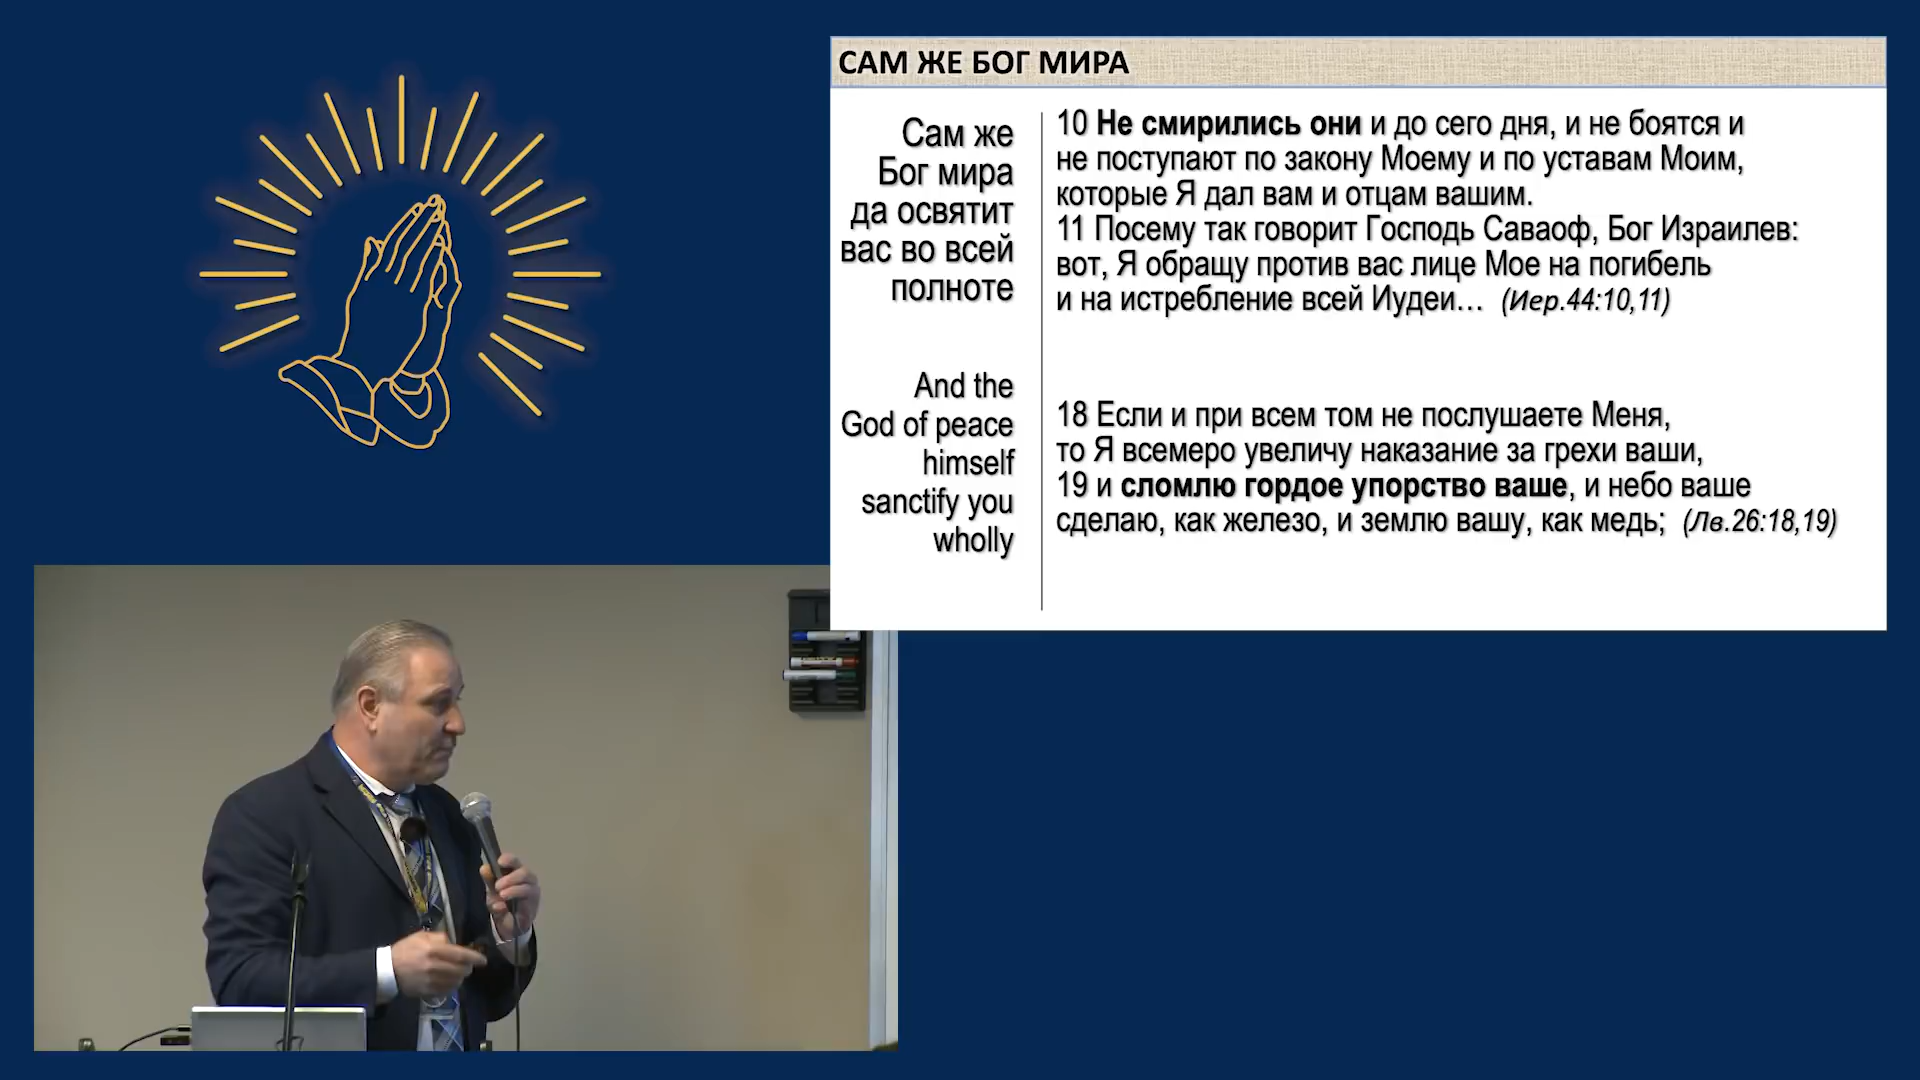 САМ ЖЕ БОГ МИРА
Сам же
Бог мира
да освятит
вас во всей
полноте
And the
God of peace
himself
sanctify you
wholly
10 Не смирились они и до сего дня, и не боятся и
не поступают по закону Моему и по уставам Моим,
которые Я дал вам и отцам вашим.
11 Посему так говорит Господь Саваоф, Бог Израилев:
вот, Я обращу против вас лице Мое на погибель
и на истребление всей Иудеи… (Иер.44:10,11)
18 Если и при всем том не послушаете Меня,
то Я всемеро увеличу наказание за грехи ваши,
19 и сломлю гордое упорство ваше, и небо ваше
сделаю, как железо, и землю вашу, как медь; (Лв.26:18,19)